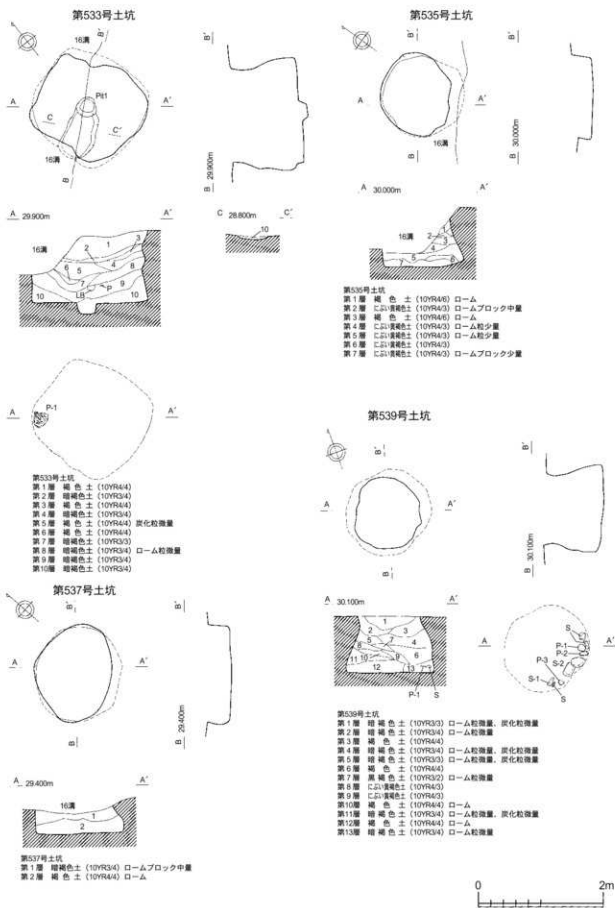 第533号土坑
16溝
B′
Pit1
A
A′
C
C′
16溝
B
B′
B 29.900m
A 29.900m
A′
16溝
1
2
3
4
5
6
7
8
9
10
10
LB
P
C 28.800m
C′
10
A
A′
P-1
第533号土坑
第1層 褐色土(10YR4/4)
第2層 暗褐色土(10YR3/4)
第3層 褐色土(10YR4/4)
第4層 暗褐色土(10YR3/4)
第5層 褐色土(10YR4/4)炭化粒微量
第6層 褐色土(10YR4/4)
第7層 暗褐色土(10YR3/3)
第8層 暗褐色土(10YR3/4)ローム粒微量
第9層 暗褐色土(10YR4/4)
第10層 暗褐色土(10YR3/4)
第535号土坑
B′
16溝
A
A′
16溝
B
B′
B 30.000m
A 30.000m
A′
16溝
1
2
3
4
5
6
7
第535号土坑
第1層 褐色土(10YR4/6)ローム
第2層 にぶい黄褐色土(10YR4/3)ロームブロック中量
第3層 褐色土(10YR4/6)ローム
第4層 にぶい黄褐色土(10YR4/3)ローム粒少量
第5層 にぶい黄褐色土(10YR4/3)ローム粒少量
第6層 にぶい黄褐色土(10YR4/3)
第7層 にぶい黄褐色土(10YR4/3)ロームブロック少量
第537号土坑
B′
A
A′
B
B′
B 29.400m
A 29.400m
A′
16溝
1
2
第537号土坑
第1層 暗褐色土(10YR3/4)ロームブロック中量
第2層 褐色土(10YR4/4)ローム
第539号土坑
B′
A
A′
B
B′
B 30.100m
A 30.100m
A′
1
2
3
4
5
6
7
8
9
10
11
12
13
7
P-1
S
A
A′
S
P-1
P-2
S-2
P-3
S-1
S
第539号土坑
第1層 暗褐色土(10YR3/3)ローム粒微量、炭化粒微量
第2層 暗褐色土(10YR3/4)ローム粒微量
第3層 褐色土(10YR4/4)
第4層 暗褐色土(10YR3/4)ローム粒微量、炭化粒微量
第5層 暗褐色土(10YR3/3)ローム粒微量、炭化粒微量
第6層 褐色土(10YR4/4)
第7層 黒褐色土(10YR3/2)ローム粒微量
第8層 にぶい黄褐色土(10YR4/3)
第9層 にぶい黄褐色土(10YR4/3)
第10層 褐色土(10YR4/4)ローム
第11層 暗褐色土(10YR3/4)ローム粒微量、炭化粒微量
第12層 褐色土(10YR4/4)ローム
第13層 暗褐色土(10YR3/4)ローム粒微量
0
2m